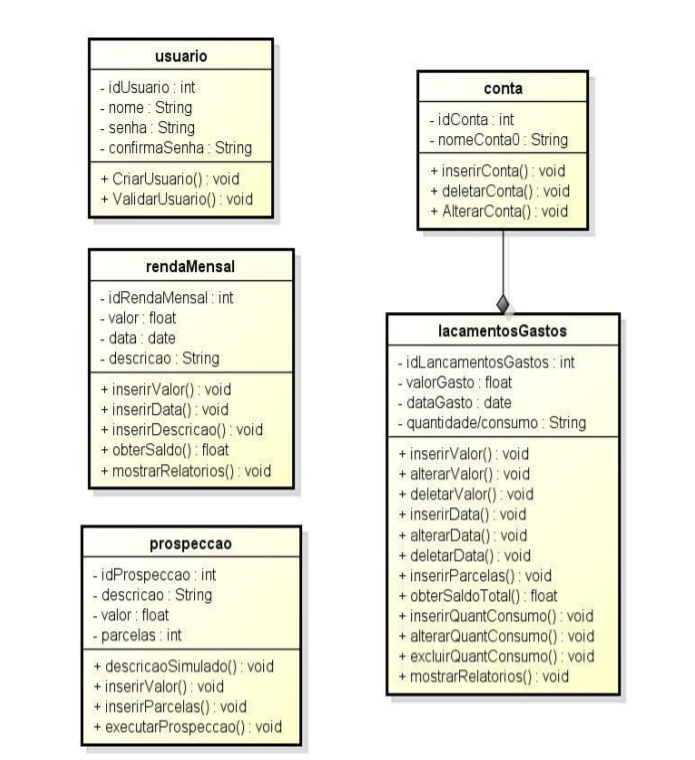 usuario
- idUsuario : int
- nome : String
- senha : String
- confirmaSenha : String
+ CriarUsuario() : void
+ ValidarUsuario() : void
rendaMensal
- idRendaMensal : int
- valor : float
- data : date
- descricao : String
+ inserirValor() : void
+ inserirData() : void
+ inserirDescricao() : void
+ obterSaldo() : float
+ mostrarRelatorios() : void
prospeccao
- idProspeccao : int
- descricao : String
- valor : float
- parcelas : int
+ descricaoSimulado() : void
+ inserirValor() : void
+ inserirParcelas() : void
+ executarProspeccao() : void
conta
- idConta : int
- nomeConta0 : String
+ inserirConta() : void
+ deletarConta() : void
+ AlterarConta() : void
lacamentosGastos
- idLancamentosGastos : int
- valorGasto : float
- dataGasto : date
- quantidade/consumo : String
+ inserirValor() : void
+ alterarValor() : void
+ deletarValor() : void
+ inserirData() : void
+ alterarData() : void
+ deletarData() : void
+ inserirParcelas() : void
+ obterSaldoTotal() : float
+ inserirQuantConsumo() : void
+ alterarQuantConsumo() : void
+ excluirQuantConsumo() : void
+ mostrarRelatorios() : void